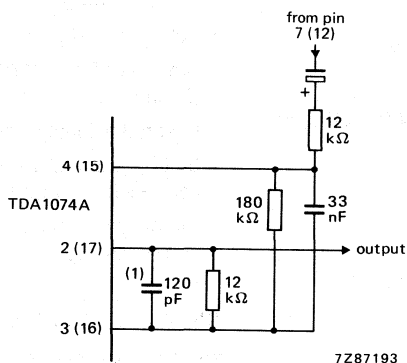 from pin
7 (12)
+
12
kΩ
4 (15)
TDA1074A
180
kΩ
33
nF
2 (17)
output
(1)
120
pF
12
kΩ
3 (16)
7Z87193